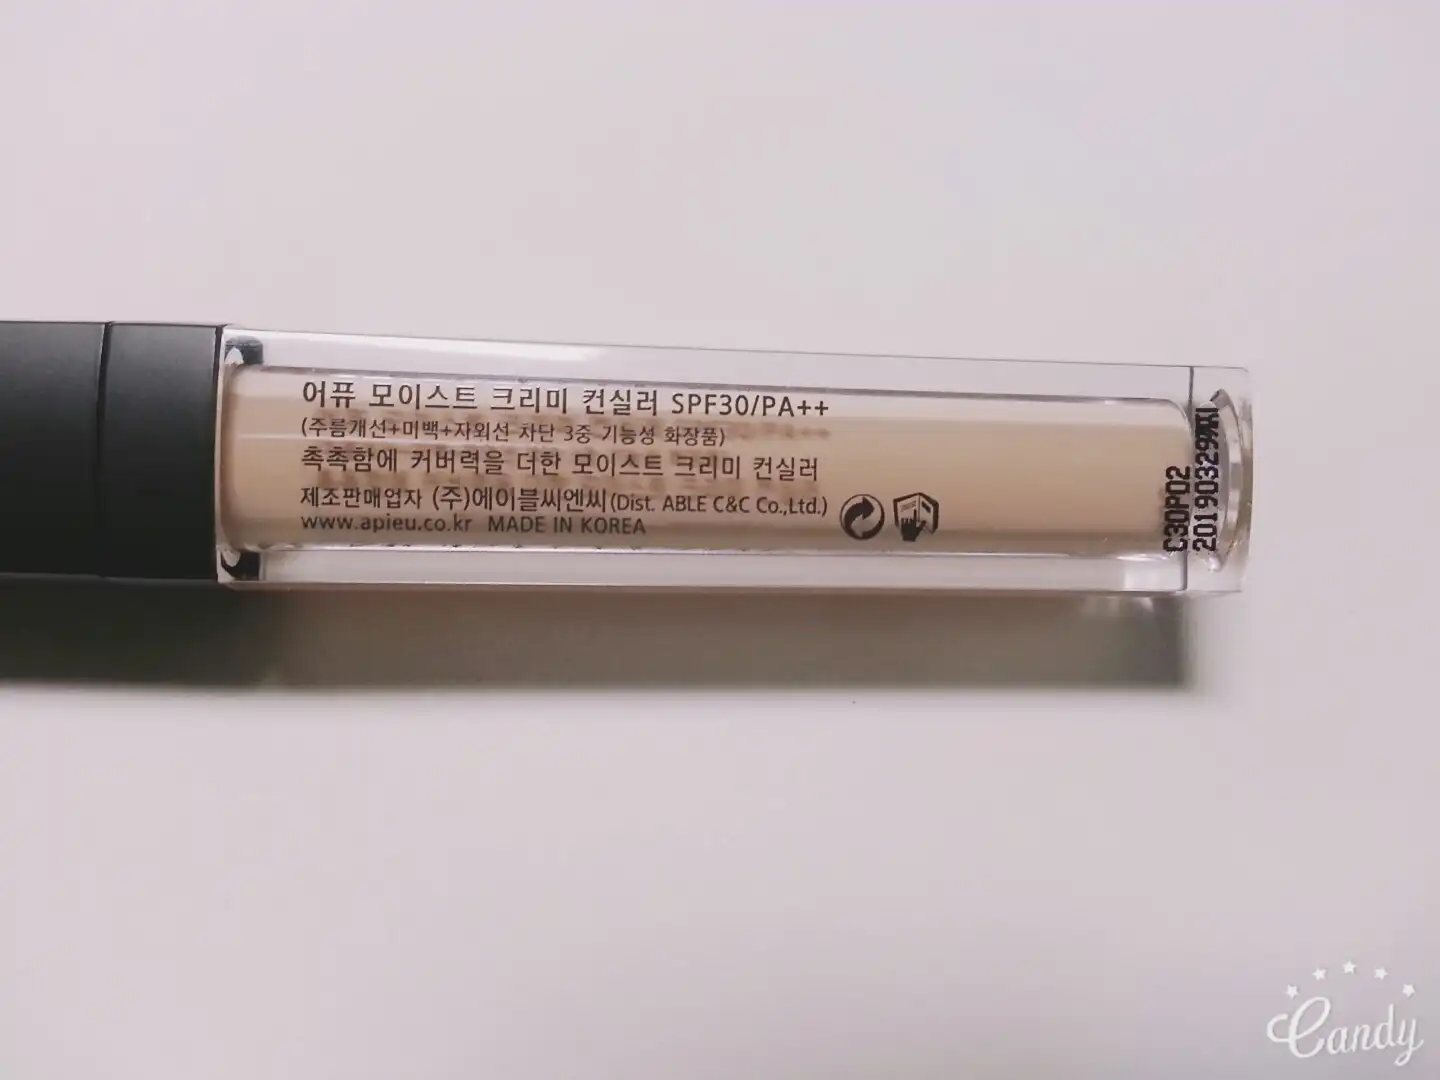 어퓨 모이스트 크리미 컨실러 SPF30/PA++
(주름개선+미백+자외선 차단 3중 기능성 화장품)
촉촉함에 커버력을 더한 모이스트 크리미 컨실러
제조판매업자 (주)에이블씨엔씨(Dist. ABLE C&C Co.,Ltd.)
www.apieu.co.kr MADE IN KOREA
C30P02
Candy